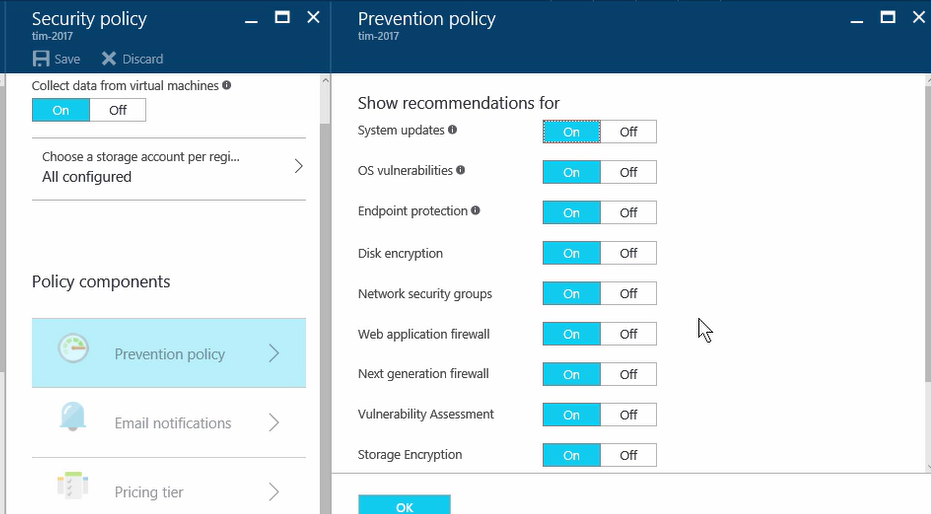 Security policy
tim-2017
Save Discard
Collect data from virtual machines
On Off
Choose a storage account per regi...
All configured
Policy components
Prevention policy
Email notifications
Pricing tier
Prevention policy
tim-2017
Show recommendations for
System updates On Off
OS vulnerabilities On Off
Endpoint protection On Off
Disk encryption On Off
Network security groups On Off
Web application firewall On Off
Next generation firewall On Off
Vulnerability Assessment On Off
Storage Encryption On Off
OK